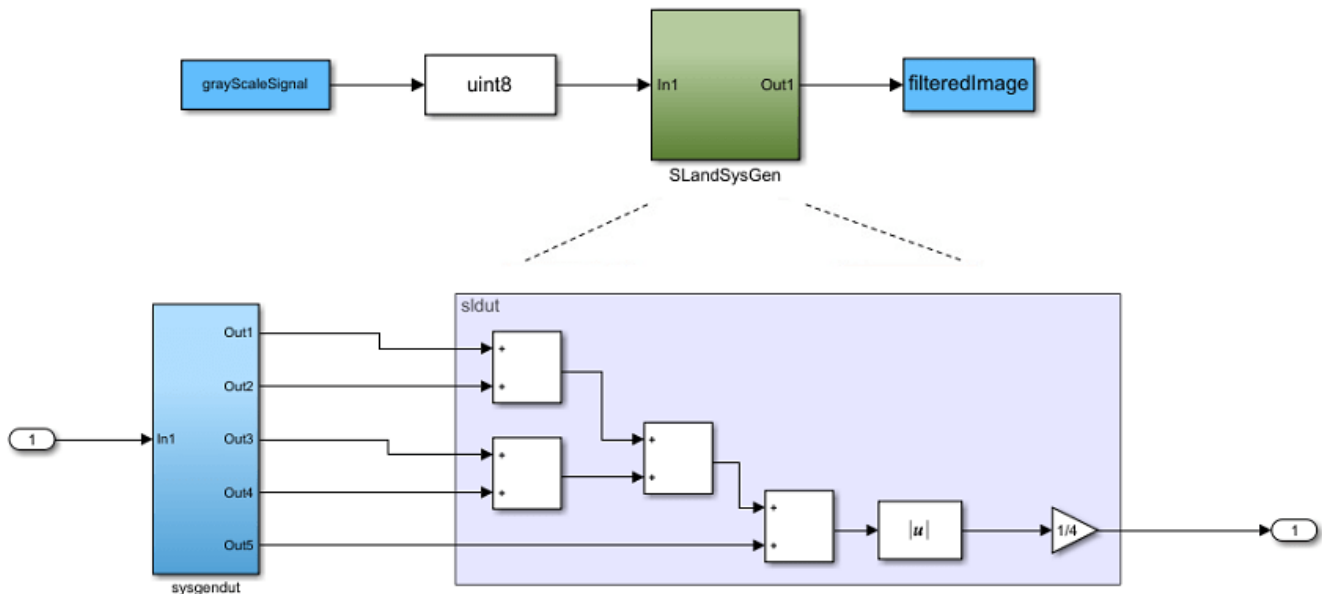 grayScaleSignal
uint8
In1
Out1
filteredImage
SLandSysGen
sldut
1
In1
Out1
Out2
Out3
Out4
Out5
sysgendut
+
+
+
+
+
+
+
+
|u|
1/4
1